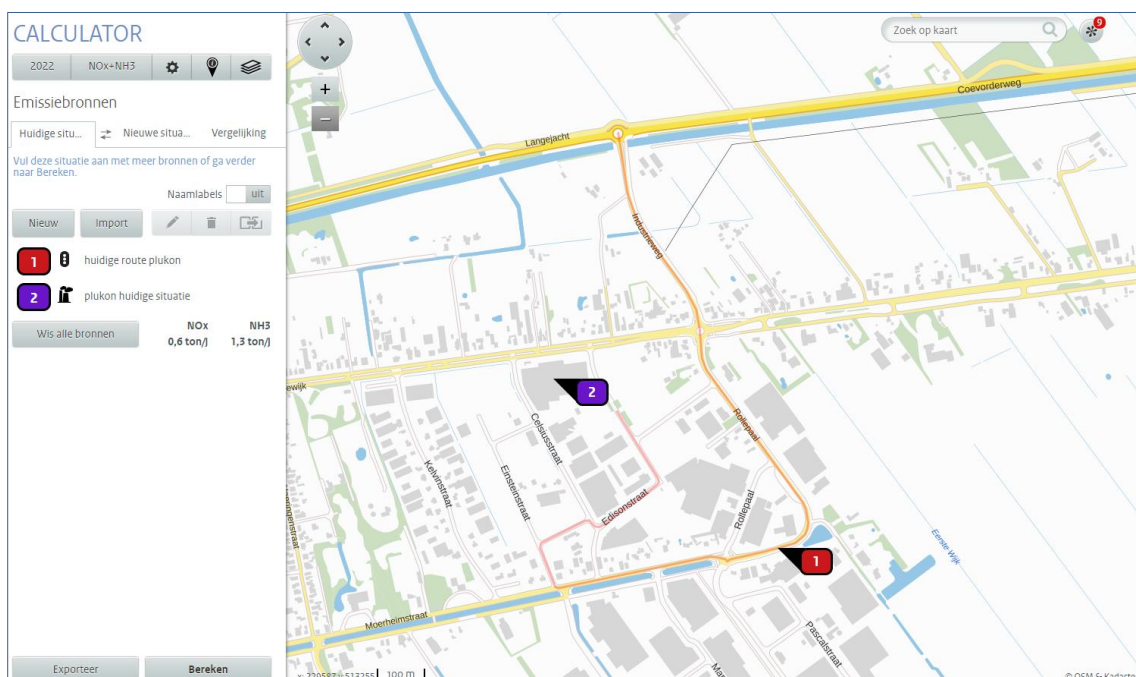 CALCULATOR
2022 NOx+NH3
Emissiebronnen
Huidige situ... Nieuwe situa... Vergelijking
Vul deze situatie aan met meer bronnen of ga verder
naar Bereken.
Naamlabels uit
Nieuw Import
1 huidige route plukon
2 plukon huidige situatie
Wis alle bronnen
NOx NH3
0,6 ton/j 1,3 ton/j
Exporteer Bereken
Zoek op kaart
9
+
−
Coevorderweg
Langejacht
Industrieweg
ewijk
2
Celsiusstraat
Rollepaal
Kelvinstraat
Einsteinstraat
Edisonstraat
Rollepaal
1
Eerste Wijk
Moerheimstraat
Pascalstraat
100 m